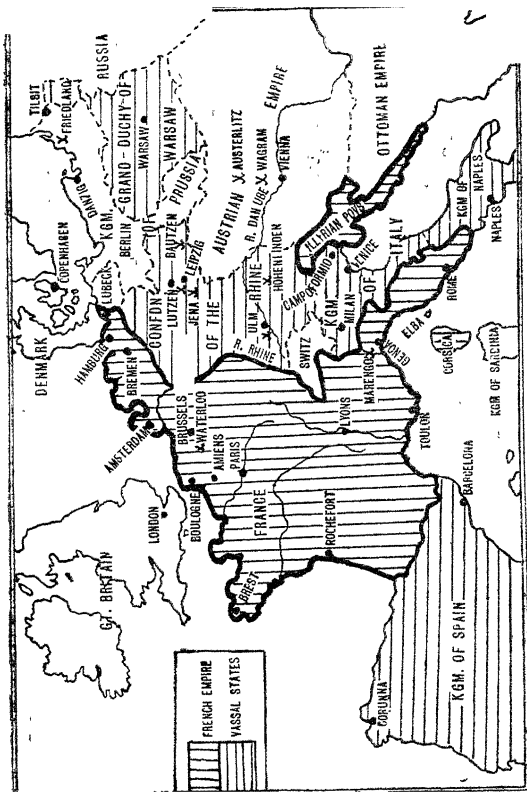 RUSSIA
TILSIT
FRIEDLAND
DANZIG
GRAND-DUCHY OF
WARSAW
WARSAW
COPENHAGEN
DENMARK
KGM.
OF
PRUSSIA
BERLIN
LUBECK
HAMBURG
BREMEN
AMSTERDAM
CONFDN
OF THE
RHINE
LUTZEN
BAUTZEN
LEIPZIG
JENA
AUSTRIAN
EMPIRE
AUSTERLITZ
WAGRAM
R. DANUBE
VIENNA
HOHENLINDEN
ULM
R. RHINE
BRUSSELS
WATERLOO
GT. BRITAIN
LONDON
BOULOGNE
AMIENS
PARIS
FRANCE
BREST
ROCHEFORT
LYONS
SWITZ
CAMPOFORMIO
VENICE
MILAN
KGM
OF
ITALY
ILLYRIAN PROV
OTTOMAN EMPIRE
MARENGO
GENOA
TOULON
ELBA
CORSICA
ROME
KGM OF
NAPLES
NAPLES
KGM OF SARDINIA
BARCELONA
CORUNNA
KGM. OF SPAIN
FRENCH EMPIRE
VASSAL STATES